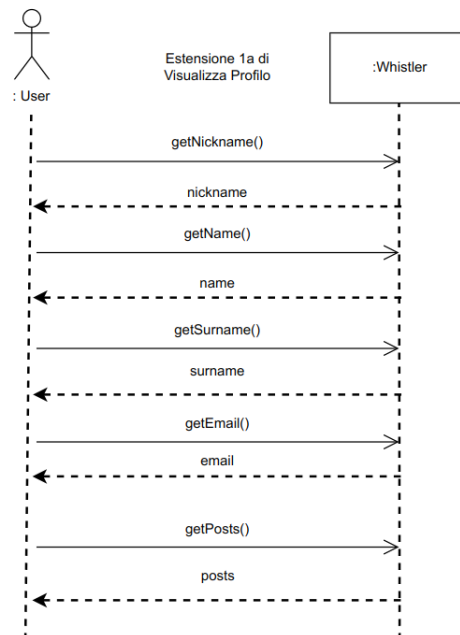 Estensione 1a di
Visualizza Profilo
:Whistler
: User
getNickname()
nickname
getName()
name
getSurname()
surname
getEmail()
email
getPosts()
posts